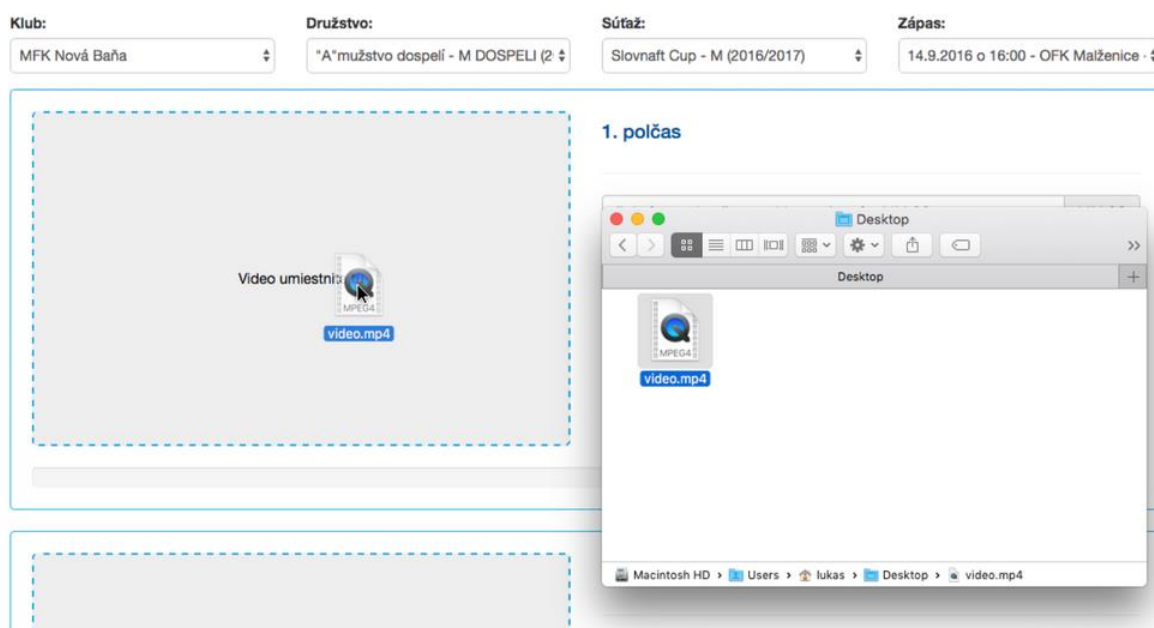 Klub:
Družstvo:
Súťaž:
Zápas:
MFK Nová Baňa
"A"mužstvo dospelí - M DOSPELI (2
Slovnaft Cup - M (2016/2017)
14.9.2016 o 16:00 - OFK Malženice -
1. polčas
Video umiestni
MPEG4
video.mp4
Desktop
Desktop
MPEG4
video.mp4
Macintosh HD
Users
lukas
Desktop
video.mp4